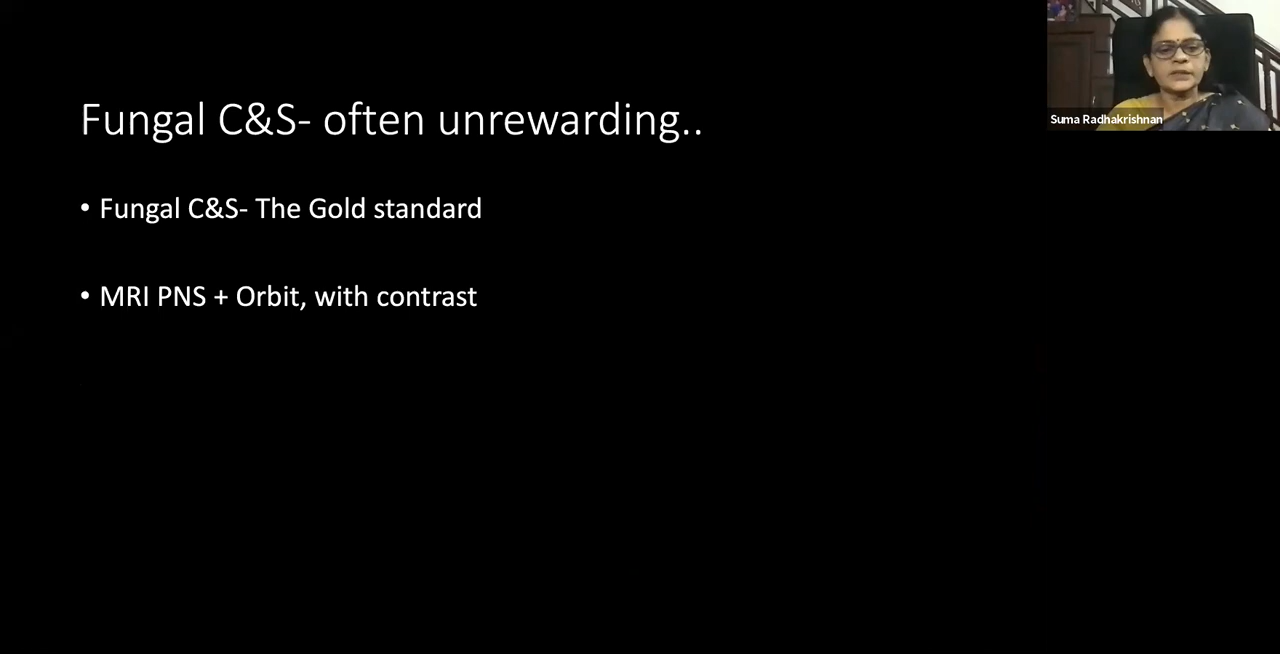 Fungal C&S- often unrewarding..
• Fungal C&S- The Gold standard
• MRI PNS + Orbit, with contrast
Suma Radhakrishnan